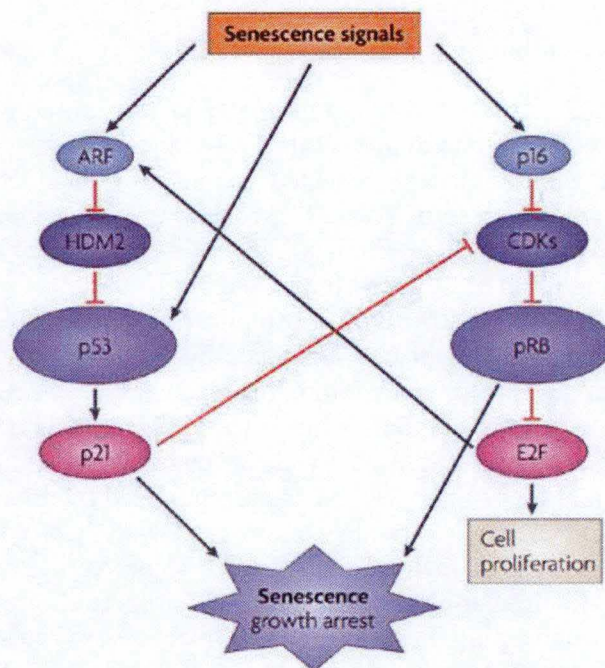 Senescence signals
ARF
p16
HDM2
CDKs
p53
pRB
p21
E2F
Cell
proliferation
Senescence
growth arrest